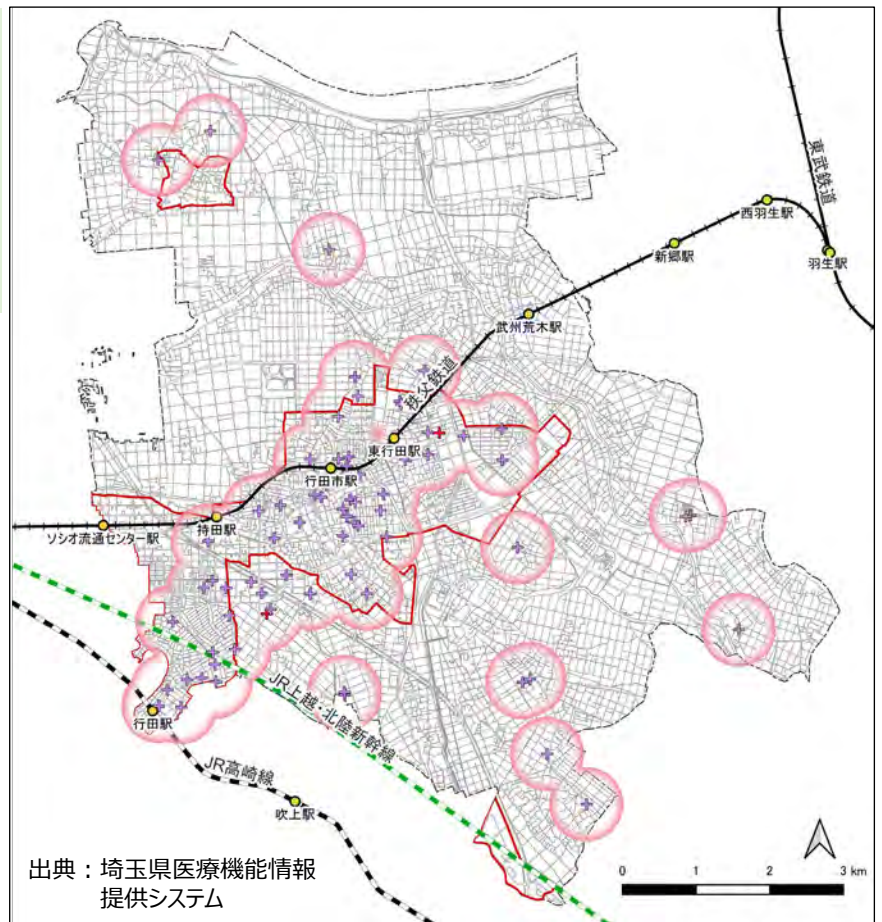 東武鉄道
西羽生駅
新郷駅
羽生駅
武州荒木駅
秩父鉄道
東行田駅
行田市駅
持田駅
ソシオ流通センター駅
JR上越・北陸新幹線
行田駅
JR高崎線
吹上駅
出典：埼玉県医療機能情報
提供システム
0 1 2 3 km